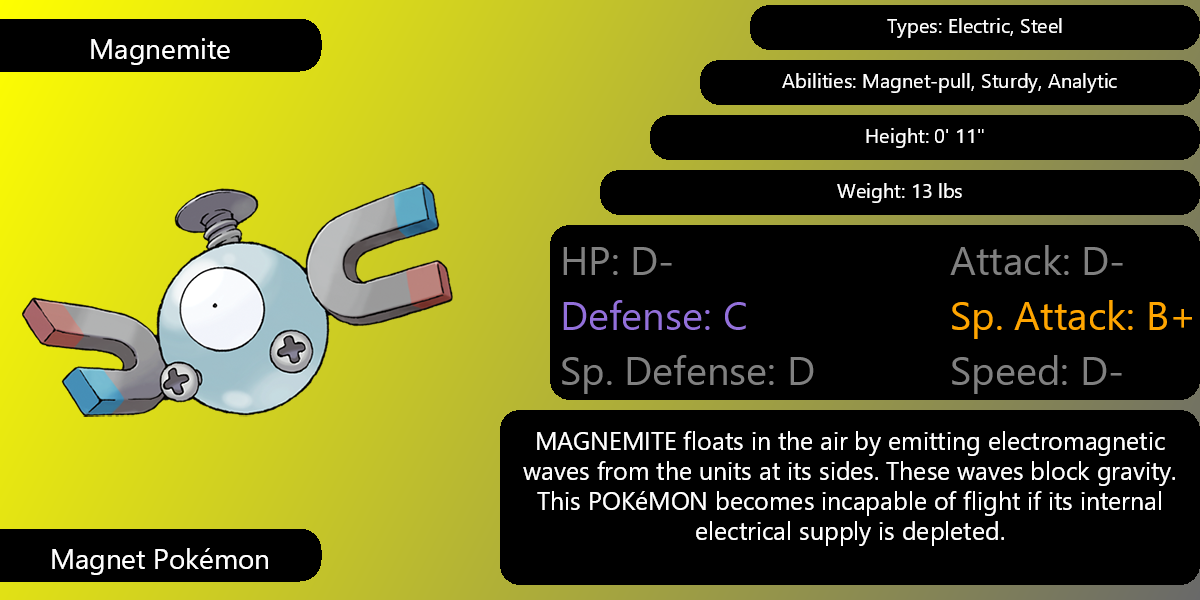 Magnemite
Types: Electric, Steel
Abilities: Magnet-pull, Sturdy, Analytic
Height: 0' 11"
Weight: 13 lbs
HP: D-
Attack: D-
Defense: C
Sp. Attack: B+
Sp. Defense: D
Speed: D-
MAGNEMITE floats in the air by emitting electromagnetic
waves from the units at its sides. These waves block gravity.
This POKéMON becomes incapable of flight if its internal
electrical supply is depleted.
Magnet Pokémon